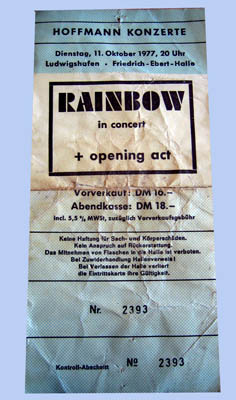 HOFFMANN KONZERTE
Dienstag, 11. Oktober 1977, 20 Uhr
Ludwigshafen • Friedrich-Ebert-Halle
RAINBOW
in concert
+ opening act
Vorverkauf: DM 16.–
Abendkasse: DM 18.–
incl. 5,5 % MWSt, zuzüglich Vorverkaufsgebühr
Keine Haftung für Sach- und Körperschäden.
Kein Anspruch auf Rückerstattung.
Das Mitnehmen von Flaschen in die Halle ist verboten.
Bei Zuwiderhandlung Hallenverweis!
Bei Verlassen der Halle verliert
die Eintrittskarte ihre Gültigkeit.
Nr. 2393
Kontroll-Abschnitt Nº 2393